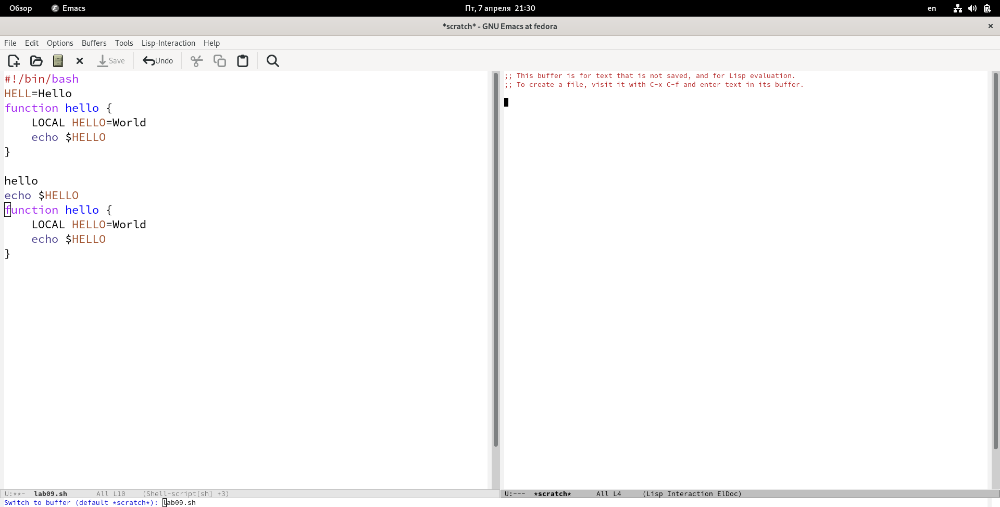 Обзор Emacs Пт, 7 апреля 21:30 en
*scratch* - GNU Emacs at fedora
File Edit Options Buffers Tools Lisp-Interaction Help
Save Undo
#!/bin/bash
HELL=Hello
function hello {
    LOCAL HELLO=World
    echo $HELLO
}
hello
echo $HELLO
function hello {
    LOCAL HELLO=World
    echo $HELLO
}
U:**- lab09.sh All L10 (Shell-script[sh] +3)
;; This buffer is for text that is not saved, and for Lisp evaluation.
;; To create a file, visit it with C-x C-f and enter text in its buffer.
U:--- *scratch* All L4 (Lisp Interaction ElDoc)
Switch to buffer (default *scratch*): lab09.sh